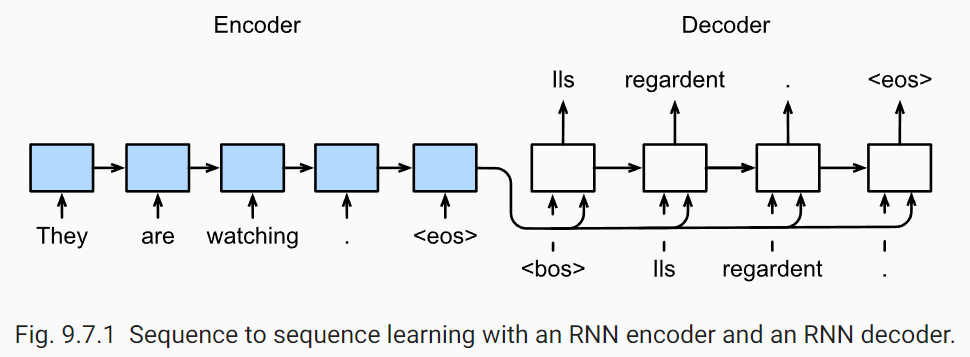 Encoder Decoder
Ils regardent . <eos>
They are watching . <eos>
<bos> Ils regardent .
Fig. 9.7.1 Sequence to sequence learning with an RNN encoder and an RNN decoder.